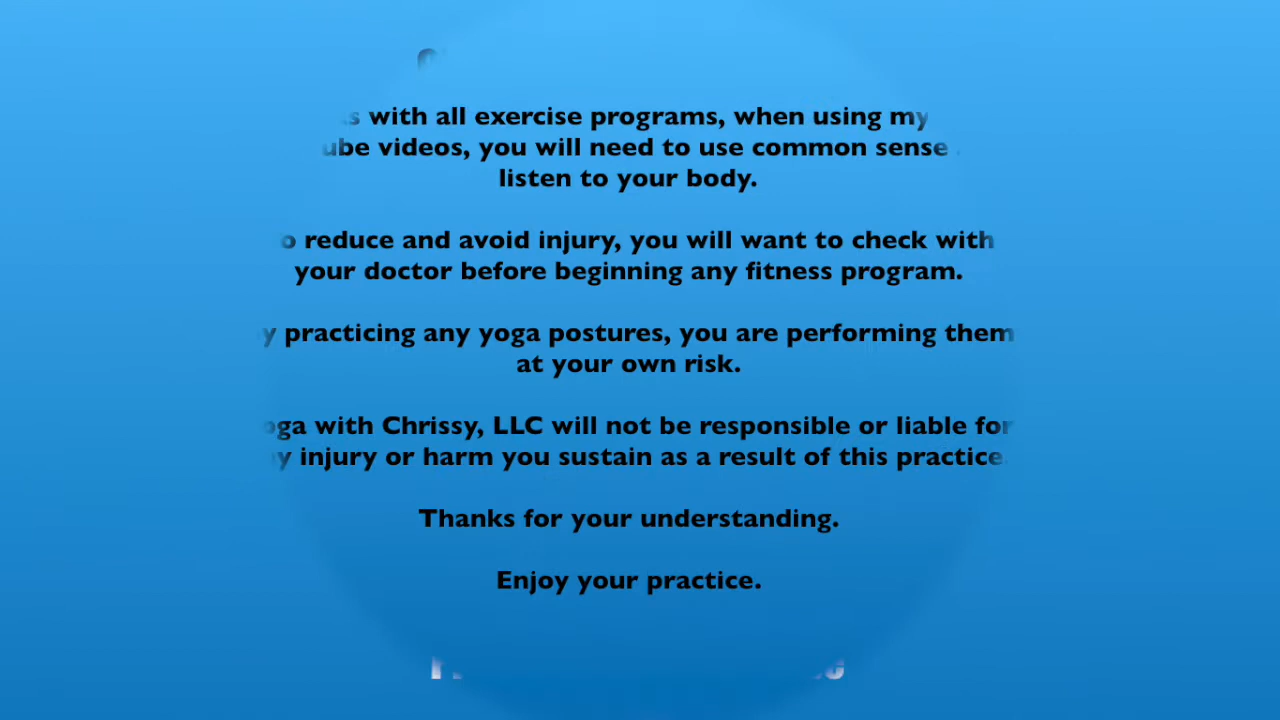 with all exercise programs, when using my
videos, you will need to use common sense
listen to your body.
reduce and avoid injury, you will want to check with
your doctor before beginning any fitness program.
practicing any yoga postures, you are performing them
at your own risk.
with Chrissy, LLC will not be responsible or liable for
injury or harm you sustain as a result of this practice.
Thanks for your understanding.
Enjoy your practice.